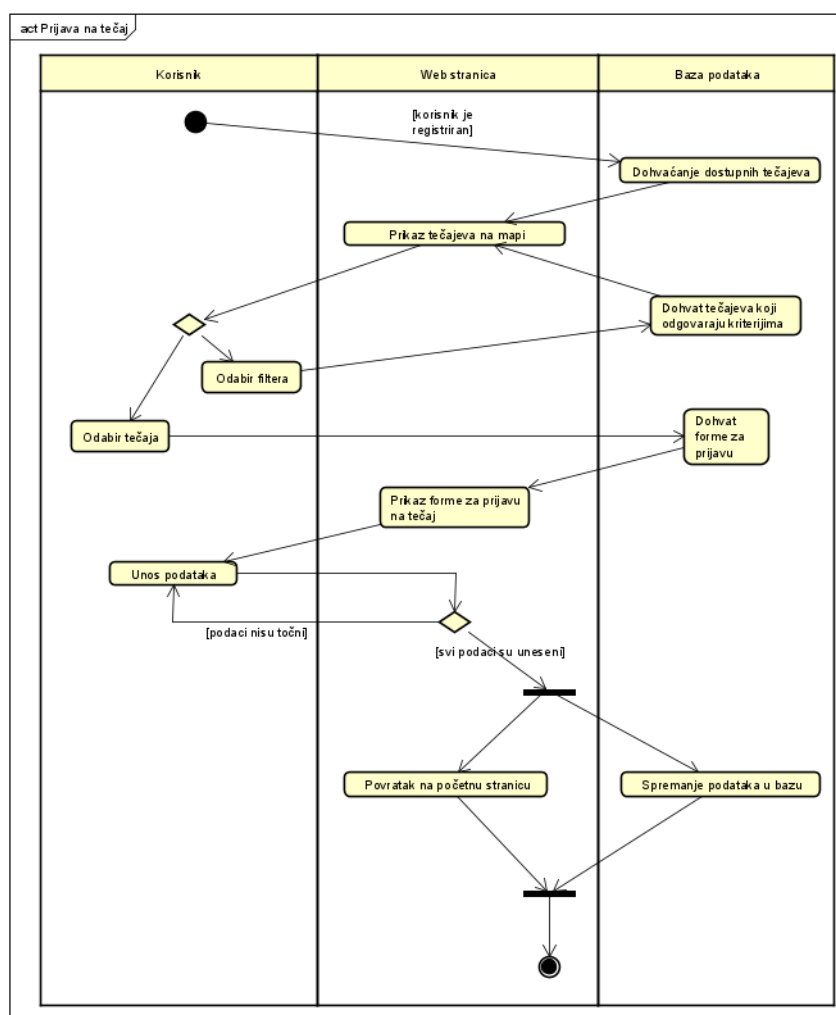 act Prijava na tečaj
Korisnik
Web stranica
Baza podataka
[korisnik je
registriran]
Dohvaćanje dostupnih tečajeva
Prikaz tečajeva na mapi
Dohvat tečajeva koji
odgovaraju kriterijima
Odabir filtera
Odabir tečaja
Dohvat
forme za
prijavu
Prikaz forme za prijavu
na tečaj
Unos podataka
[podaci nisu točni]
[svi podaci su uneseni]
Povratak na početnu stranicu
Spremanje podataka u bazu